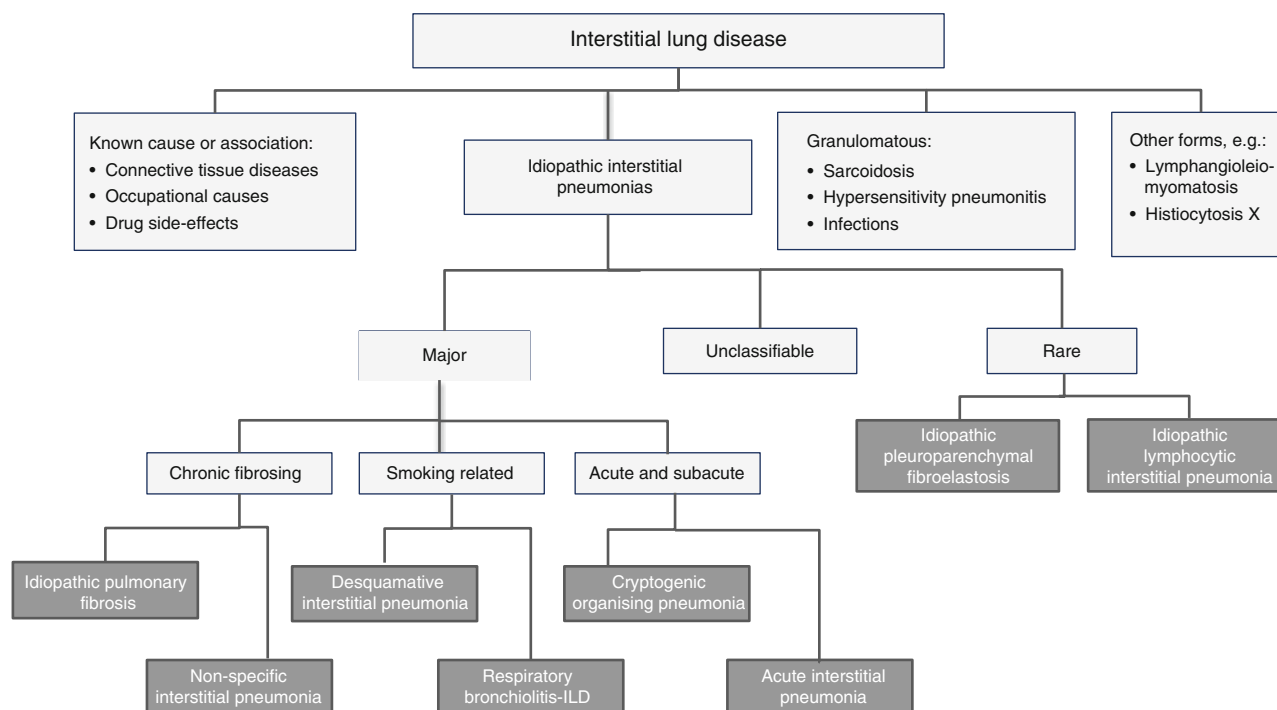 Interstitial lung disease
Known cause or association:
• Connective tissue diseases
• Occupational causes
• Drug side-effects
Idiopathic interstitial
pneumonias
Granulomatous:
• Sarcoidosis
• Hypersensitivity pneumonitis
• Infections
Other forms, e.g.:
• Lymphangioleio-
myomatosis
• Histiocytosis X
Major
Unclassifiable
Rare
Idiopathic
pleuroparenchymal
fibroelastosis
Idiopathic
lymphocytic
interstitial pneumonia
Chronic fibrosing
Smoking related
Acute and subacute
Idiopathic pulmonary
fibrosis
Desquamative
interstitial pneumonia
Cryptogenic
organising pneumonia
Non-specific
interstitial pneumonia
Respiratory
bronchiolitis-ILD
Acute interstitial
pneumonia